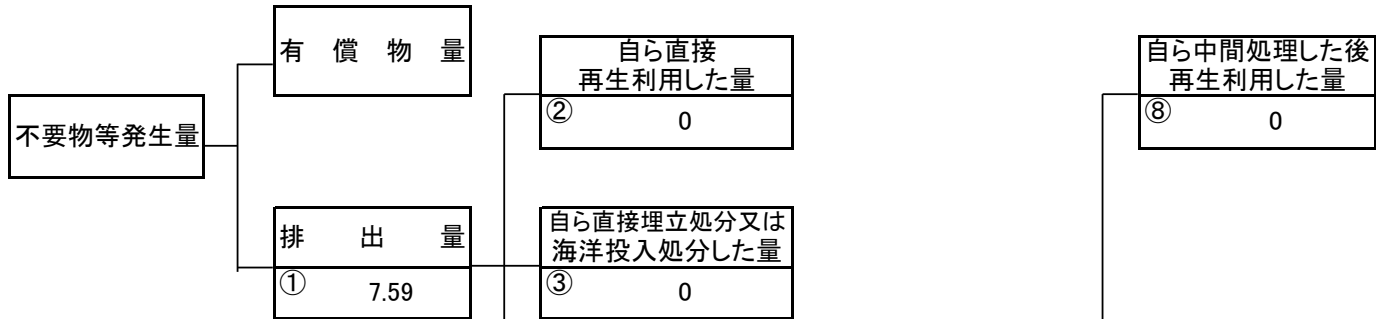 有償物量
自ら直接
再生利用した量
②
0
自ら中間処理した後
再生利用した量
⑧
0
不要物等発生量
排出量
①
7.59
自ら直接埋立処分又は
海洋投入処分した量
③
0